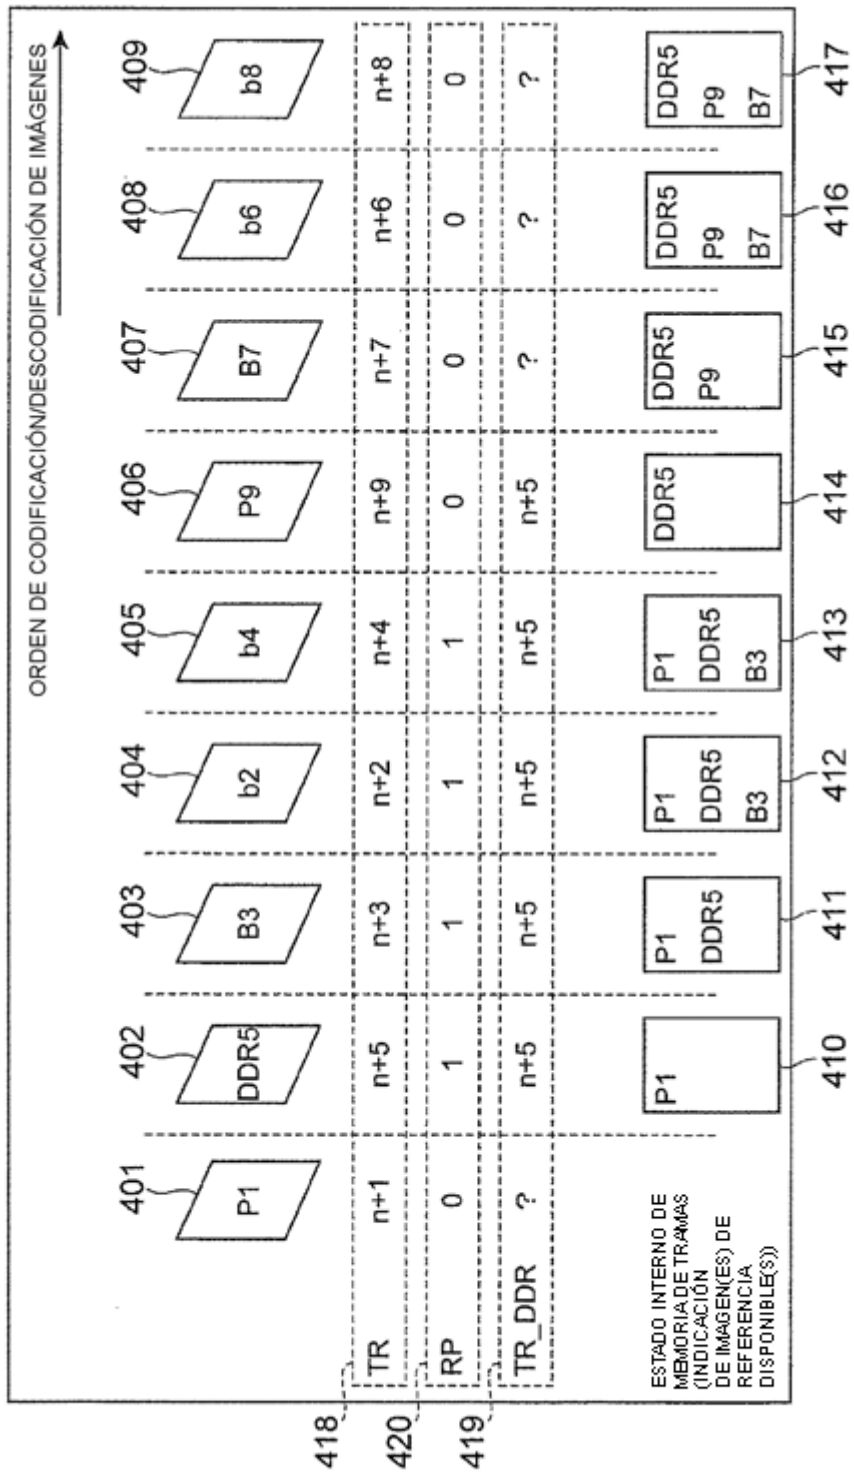 ORDEN DE CODIFICACIÓN/DESCODIFICACIÓN DE IMÁGENES
401 402 403 404 405 406 407 408 409
P1 DDR5 B3 b2 b4 P9 B7 b6 b8
418 TR n+1 n+5 n+3 n+2 n+4 n+9 n+7 n+6 n+8
420 RP 0 1 1 1 1 0 0 0 0
419 TR_DDR ? n+5 n+5 n+5 n+5 n+5 ? ? ?
ESTADO INTERNO DE
MEMORIA DE TRAMAS
(INDICACIÓN
DE IMAGEN(ES) DE
REFERENCIA
DISPONIBLE(S))
P1
P1
DDR5
P1
DDR5
B3
P1
DDR5
B3
DDR5
DDR5
P9
DDR5
P9
B7
DDR5
P9
B7
410 411 412 413 414 415 416 417